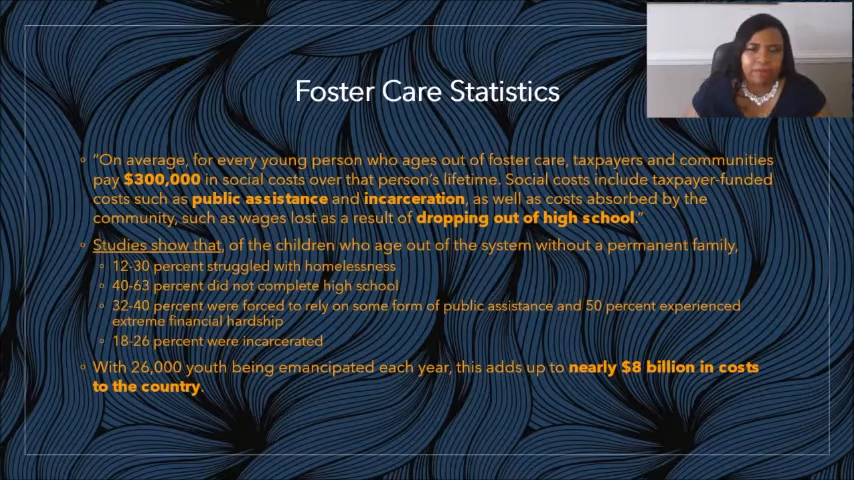 Foster Care Statistics
◦ "On average, for every young person who ages out of foster care, taxpayers and communities
pay $300,000 in social costs over that person's lifetime. Social costs include taxpayer-funded
costs such as public assistance and incarceration, as well as costs absorbed by the
community, such as wages lost as a result of dropping out of high school."
◦ Studies show that, of the children who age out of the system without a permanent family,
◦ 12-30 percent struggled with homelessness
◦ 40-63 percent did not complete high school
◦ 32-40 percent were forced to rely on some form of public assistance and 50 percent experienced
extreme financial hardship
◦ 18-26 percent were incarcerated
◦ With 26,000 youth being emancipated each year, this adds up to nearly $8 billion in costs
to the country.